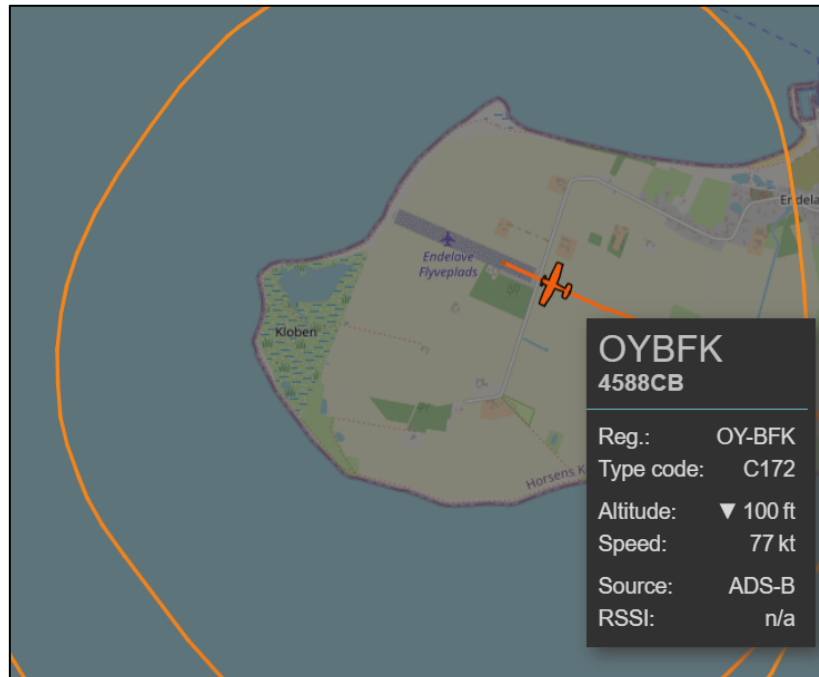 Endela
Endelave
Flyveplads
Kloben
Horsens K
OYBFK
4588CB
Reg.: OY-BFK
Type code: C172
Altitude: ▼ 100 ft
Speed: 77 kt
Source: ADS-B
RSSI: n/a